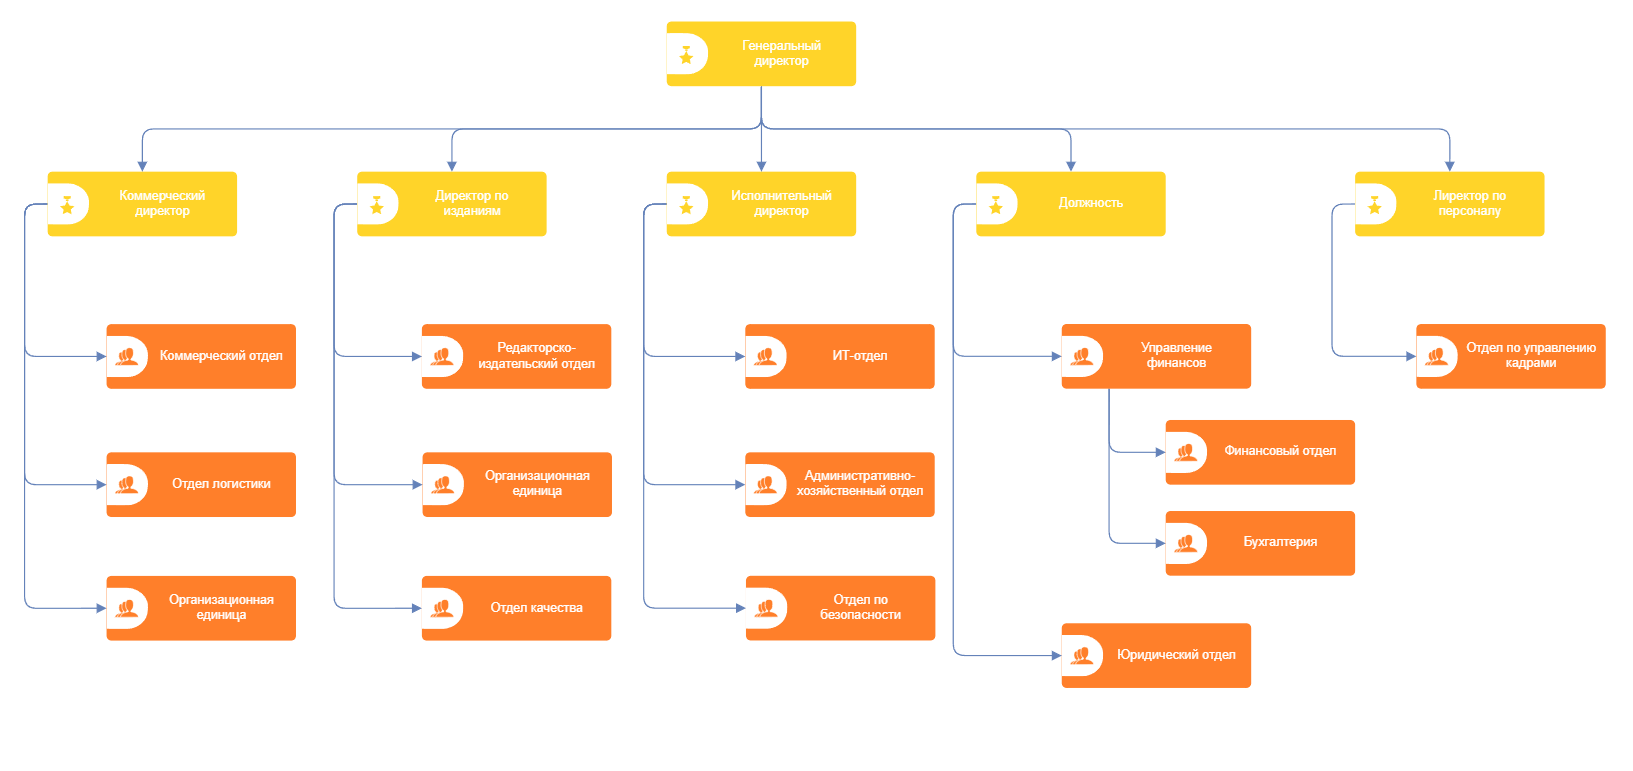 Генеральный
директор
Коммерческий
директор
Директор по
изданиям
Исполнительный
директор
Должность
Лиректор по
персоналу
Коммерческий отдел
Редакторско-
издательский отдел
ИТ-отдел
Управление
финансов
Отдел по управлению
кадрами
Финансовый отдел
Отдел логистики
Организационная
единица
Административно-
хозяйственный отдел
Бухгалтерия
Организационная
единица
Отдел качества
Отдел по
безопасности
Юридический отдел